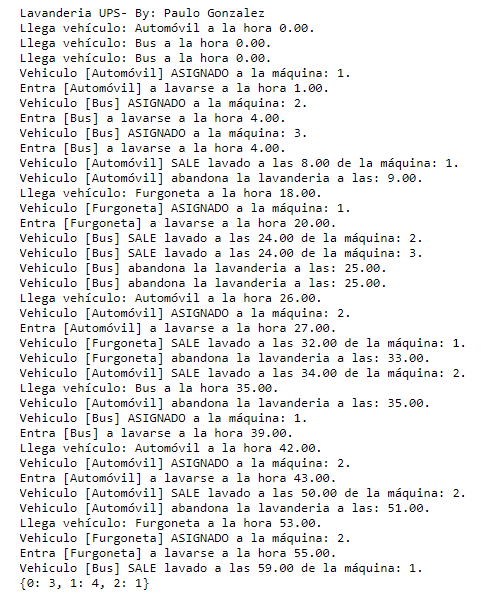 Lavanderia UPS- By: Paulo Gonzalez
Llega vehículo: Automóvil a la hora 0.00.
Llega vehículo: Bus a la hora 0.00.
Llega vehículo: Bus a la hora 0.00.
Vehiculo [Automóvil] ASIGNADO a la máquina: 1.
Entra [Automóvil] a lavarse a la hora 1.00.
Vehiculo [Bus] ASIGNADO a la máquina: 2.
Entra [Bus] a lavarse a la hora 4.00.
Vehiculo [Bus] ASIGNADO a la máquina: 3.
Entra [Bus] a lavarse a la hora 4.00.
Vehiculo [Automóvil] SALE lavado a las 8.00 de la máquina: 1.
Vehiculo [Automóvil] abandona la lavanderia a las: 9.00.
Llega vehículo: Furgoneta a la hora 18.00.
Vehiculo [Furgoneta] ASIGNADO a la máquina: 1.
Entra [Furgoneta] a lavarse a la hora 20.00.
Vehiculo [Bus] SALE lavado a las 24.00 de la máquina: 2.
Vehiculo [Bus] SALE lavado a las 24.00 de la máquina: 3.
Vehiculo [Bus] abandona la lavanderia a las: 25.00.
Vehiculo [Bus] abandona la lavanderia a las: 25.00.
Llega vehículo: Automóvil a la hora 26.00.
Vehiculo [Automóvil] ASIGNADO a la máquina: 2.
Entra [Automóvil] a lavarse a la hora 27.00.
Vehiculo [Furgoneta] SALE lavado a las 32.00 de la máquina: 1.
Vehiculo [Furgoneta] abandona la lavanderia a las: 33.00.
Vehiculo [Automóvil] SALE lavado a las 34.00 de la máquina: 2.
Llega vehículo: Bus a la hora 35.00.
Vehiculo [Automóvil] abandona la lavanderia a las: 35.00.
Vehiculo [Bus] ASIGNADO a la máquina: 1.
Entra [Bus] a lavarse a la hora 39.00.
Llega vehículo: Automóvil a la hora 42.00.
Vehiculo [Automóvil] ASIGNADO a la máquina: 2.
Entra [Automóvil] a lavarse a la hora 43.00.
Vehiculo [Automóvil] SALE lavado a las 50.00 de la máquina: 2.
Vehiculo [Automóvil] abandona la lavanderia a las: 51.00.
Llega vehículo: Furgoneta a la hora 53.00.
Vehiculo [Furgoneta] ASIGNADO a la máquina: 2.
Entra [Furgoneta] a lavarse a la hora 55.00.
Vehiculo [Bus] SALE lavado a las 59.00 de la máquina: 1.
{0: 3, 1: 4, 2: 1}